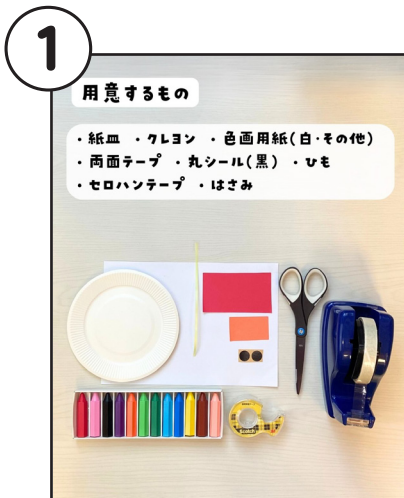 1
用意するもの
・紙皿 ・クレヨン ・色画用紙(白・その他)
・両面テープ ・丸シール(黒) ・ひも
・セロハンテープ ・はさみ